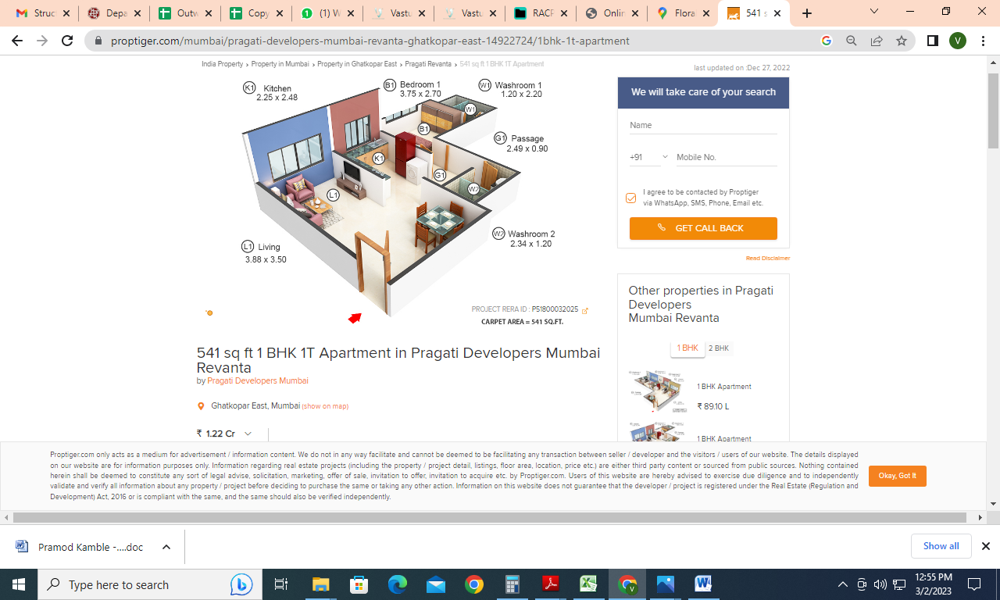 Struc
Depa
Outw
Copy
(1) W
Vastu
Vastu
RACP
Onlin
Flora
541 s
proptiger.com/mumbai/pragati-developers-mumbai-revanta-ghatkopar-east-14922724/1bhk-1t-apartment
V
India Property › Property in Mumbai › Property in Ghatkopar East › Pragati Revanta › 541 sq ft 1 BHK 1T Apartment
last updated on :Dec 27, 2022
K1 Kitchen
2.25 x 2.48
B1 Bedroom 1
3.75 x 2.70
W1 Washroom 1
1.20 x 2.20
G1 Passage
2.49 x 0.90
W1
B1
K1
G1
W2
L1
W2 Washroom 2
2.34 x 1.20
L1 Living
3.88 x 3.50
PROJECT RERA ID : P51800032025
CARPET AREA = 541 SQ.FT.
541 sq ft 1 BHK 1T Apartment in Pragati Developers Mumbai
Revanta
by Pragati Developers Mumbai
Ghatkopar East, Mumbai (show on map)
₹ 1.22 Cr
We will take care of your search
Name
+91
Mobile No.
I agree to be contacted by Proptiger
via WhatsApp, SMS, Phone, Email etc.
GET CALL BACK
Read Disclaimer
Other properties in Pragati
Developers
Mumbai Revanta
1 BHK
2 BHK
1 BHK Apartment
₹ 89.10 L
1 BHK Apartment
Proptiger.com only acts as a medium for advertisement / information content. We do not in any way facilitate and cannot be deemed to be facilitating any transaction between seller / developer and the visitors / users of our website. The details displayed
on our website are for information purposes only. Information regarding real estate projects (including the property / project detail, listings, floor area, location, price etc.) are either third party content or sourced from public sources. Nothing contained
herein shall be deemed to constitute any sort of legal advise, solicitation, marketing, offer of sale, invitation to offer, invitation to acquire etc. by Proptiger.com. Users of this website are hereby advised to exercise due diligence and to independently
validate and verify all information about any property / project before deciding to purchase the same or taking any other action. Information on this website does not guarantee that the developer / project is registered under the Real Estate (Regulation and
Development) Act, 2016 or is compliant with the same, and the same should also be verified independently.
Okay, Got It
Pramod Kamble -....doc
Show all
Type here to search
12:55 PM
3/2/2023